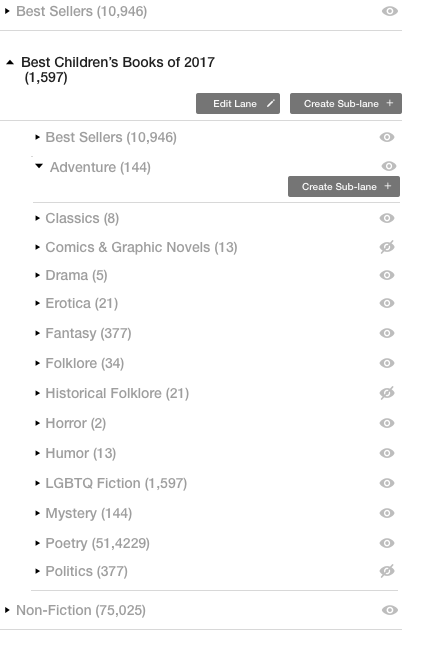 Best Sellers (10,946)
Best Children's Books of 2017
(1,597)
Edit Lane
Create Sub-lane +
Best Sellers (10,946)
Adventure (144)
Create Sub-lane +
Classics (8)
Comics & Graphic Novels (13)
Drama (5)
Erotica (21)
Fantasy (377)
Folklore (34)
Historical Folklore (21)
Horror (2)
Humor (13)
LGBTQ Fiction (1,597)
Mystery (144)
Poetry (51,4229)
Politics (377)
Non-Fiction (75,025)